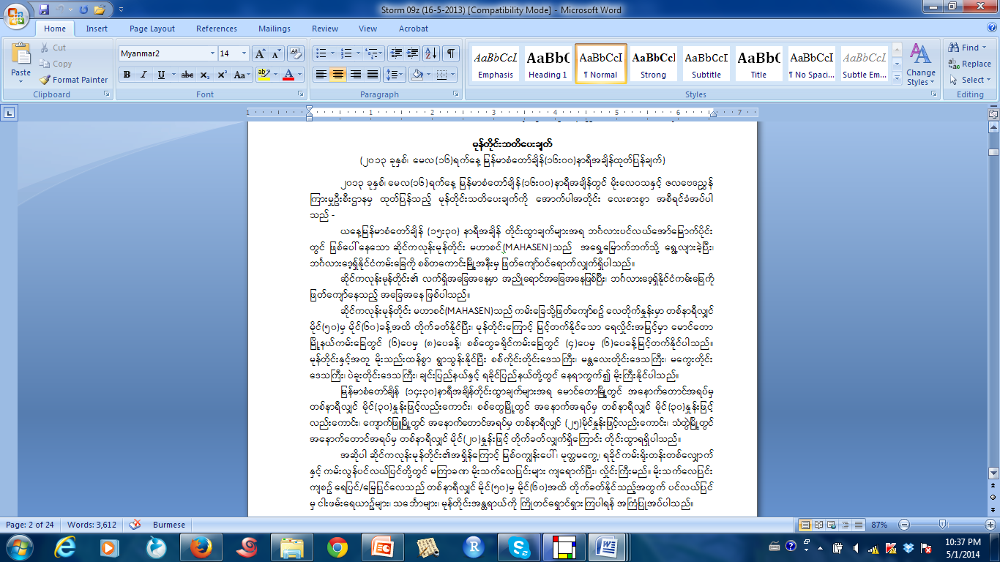 Storm 09z (16-5-2013) [Compatibility Mode] - Microsoft Word
Home Insert Page Layout References Mailings Review View Acrobat
Cut
Copy
Format Painter
Paste
Clipboard
Myanmar2 14
Font
Paragraph
AaBbCcI AaBbC AaBbCcI AaBbCcI AaBbCcI AaBbC AaBbCcI AaBbCcI
Emphasis Heading 1 ¶ Normal Strong Subtitle Title ¶ No Spaci... Subtle Em...
Change Styles
Styles
Find
Replace
Select
Editing
မုန်တိုင်းသတိပေးချက်
(၂၀၁၃ ခုနှစ်၊ မေလ(၁၆)ရက်နေ့ မြန်မာစံတော်ချိန်(၁၆း၀၀)နာရီအချိန်ထုတ်ပြန်ချက်)
၂၀၁၃ ခုနှစ်၊ မေလ(၁၆)ရက်နေ့ မြန်မာစံတော်ချိန်(၁၆း၀၀)နာရီအချိန်တွင် မိုးလေဝသနှင့် ဇလဗေဒညွှန်
ကြားမှုဦးစီးဌာနမှ ထုတ်ပြန်သည့် မုန်တိုင်းသတိပေးချက်ကို အောက်ပါအတိုင်း လေးစားစွာ အစီရင်ခံအပ်ပါ
သည် -
ယနေ့မြန်မာစံတော်ချိန် (၁၅း၃၀) နာရီအချိန် တိုင်းထွာချက်များအရ ဘင်္ဂလားပင်လယ်အော်မြောက်ပိုင်း
တွင် ဖြစ်ပေါ်နေသော ဆိုင်ကလုန်းမုန်တိုင်း မဟာစင်(MAHASEN)သည် အရှေ့မြောက်ဘက်သို့ ရွေ့လျားခဲ့ပြီး၊
ဘင်္ဂလားဒေ့ရှ်နိုင်ငံကမ်းခြေကို စစ်တကောင်းမြို့အနီးမှ ဖြတ်ကျော်ဝင်ရောက်လျှက်ရှိပါသည်။
ဆိုင်ကလုန်းမုန်တိုင်း၏ လက်ရှိအခြေအနေမှာ အညိုရောင်အခြေအနေဖြစ်ပြီး၊ ဘင်္ဂလားဒေ့ရှ်နိုင်ငံကမ်းခြေကို
ဖြတ်ကျော်နေသည့် အခြေအနေ ဖြစ်ပါသည်။
ဆိုင်ကလုန်းမုန်တိုင်း မဟာစင်(MAHASEN)သည် ကမ်းခြေသို့ဖြတ်ကျော်စဉ် လေတိုက်နှုန်းမှာ တစ်နာရီလျှင်
မိုင်(၅၀)မှ မိုင်(၆၀)ခန့်အထိ တိုက်ခတ်နိုင်ပြီး၊ မုန်တိုင်းကြောင့် မြင့်တက်နိုင်သော ရေလှိုင်းအမြင့်မှာ မောင်တော
မြို့နယ်ကမ်းခြေတွင် (၆)ပေမှ (၈)ပေခန့်၊ စစ်တွေခရိုင်ကမ်းခြေတွင် (၄)ပေမှ (၆)ပေခန့်မြင့်တက်နိုင်ပါသည်။
မုန်တိုင်းနှင့်အတူ မိုးသည်းထန်စွာ ရွာသွန်းနိုင်ပြီး စစ်ကိုင်းတိုင်းဒေသကြီး၊ မန္တလေးတိုင်းဒေသကြီး၊ မကွေးတိုင်း
ဒေသကြီး၊ ပဲခူးတိုင်းဒေသကြီး၊ ချင်းပြည်နယ်နှင့် ရခိုင်ပြည်နယ်တို့တွင် နေရာကွက်၍ မိုးကြီးနိုင်ပါသည်။
မြန်မာစံတော်ချိန် (၁၄း၃၀)နာရီအချိန်တိုင်းထွာချက်များအရ မောင်တောမြို့တွင် အနောက်တောင်အရပ်မှ
တစ်နာရီလျှင် မိုင်(၃၀)နှုန်းဖြင့်လည်းကောင်း၊ စစ်တွေမြို့တွင် အနောက်အရပ်မှ တစ်နာရီလျှင် မိုင်(၃၀)နှုန်းဖြင့်
လည်းကောင်း၊ ကျောက်ဖြူမြို့တွင် အနောက်တောင်အရပ်မှ တစ်နာရီလျှင် (၂၅)မိုင်နှုန်းဖြင့်လည်းကောင်း၊ သံတွဲမြို့တွင်
အနောက်တောင်အရပ်မှ တစ်နာရီလျှင် မိုင်(၂၀)နှုန်းဖြင့် တိုက်ခတ်လျှက်ရှိကြောင်း တိုင်းထွာရရှိပါသည်။
အဆိုပါ ဆိုင်ကလုန်းမုန်တိုင်း၏အရှိန်ကြောင့် မြစ်ဝကျွန်းပေါ်၊ မုတ္တမကွေ့၊ ရခိုင်ကမ်းရိုးတန်းတစ်လျှောက်
နှင့် ကမ်းလွန်ပင်လယ်ပြင်တို့တွင် မကြာခဏ မိုးသက်လေပြင်းများ ကျရောက်ပြီး၊ လှိုင်းကြီးမည်။ မိုးသက်လေပြင်း
ကျစဉ် ရေပြင်/မြေပြင်လေသည် တစ်နာရီလျှင် မိုင်(၅၀)မှ မိုင်(၆၀)အထိ တိုက်ခတ်နိုင်သည့်အတွက် ပင်လယ်ပြင်
မှ ငါးဖမ်းရေယာဉ်များ၊ သင်္ဘောများ၊ မုန်တိုင်းအန္တရာယ်ကို ကြိုတင်ရှောင်ရှား ကြပါရန် အကြံပြုအပ်ပါသည်။
Page: 2 of 24 Words: 3,612 Burmese 87%
10:37 PM
5/1/2014